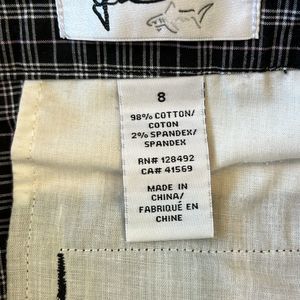 8
98% COTTON/
COTON
2% SPANDEX/
SPANDEX
RN# 128492
CA# 41569
MADE IN
CHINA/
FABRIQUÉ EN
CHINE